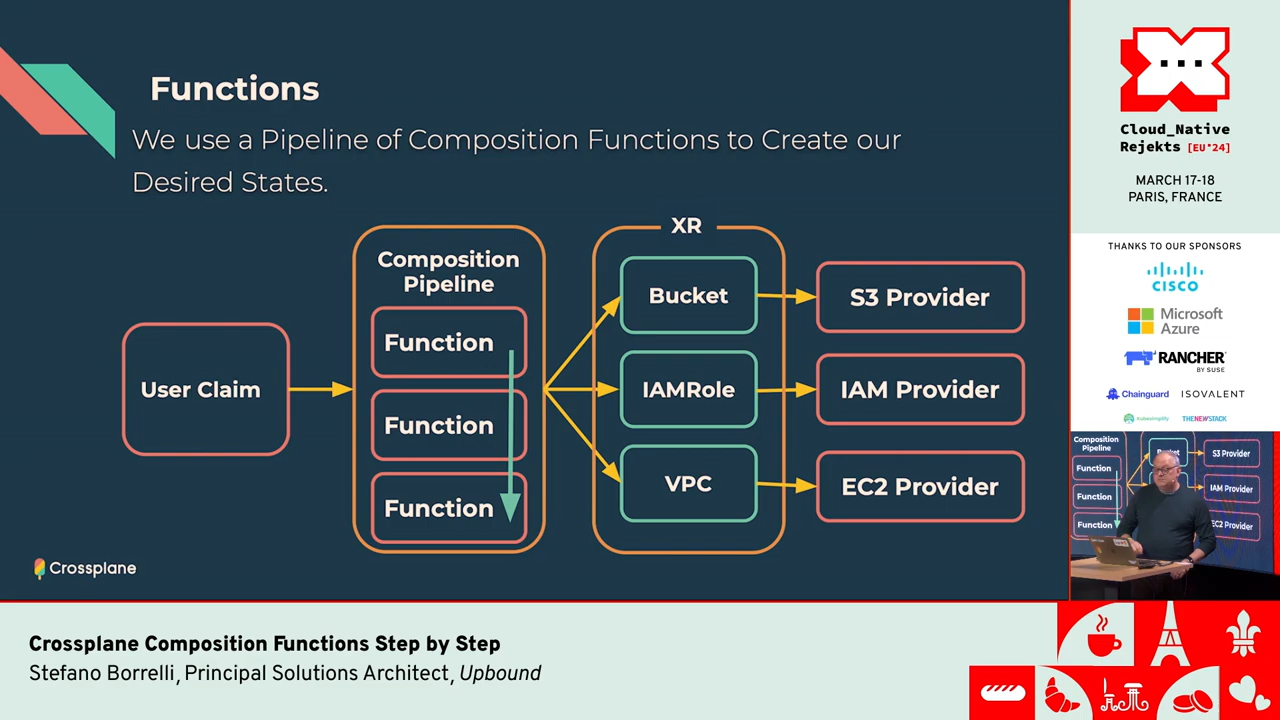 Functions
We use a Pipeline of Composition Functions to Create our
Desired States.
User Claim
Composition
Pipeline
Function
Function
Function
XR
Bucket
IAMRole
VPC
S3 Provider
IAM Provider
EC2 Provider
Crossplane
Cloud_Native
Rejekts [EU'24]
MARCH 17-18
PARIS, FRANCE
THANKS TO OUR SPONSORS
CISCO
Microsoft
Azure
RANCHER
BY SUSE
Chainguard
ISOVALENT
kubesimplify
THENEWSTACK
Composition
Pipeline
Function
Function
Function
Bucket
S3 Provider
IAM Provider
EC2 Provider
Crossplane Composition Functions Step by Step
Stefano Borrelli, Principal Solutions Architect, Upbound